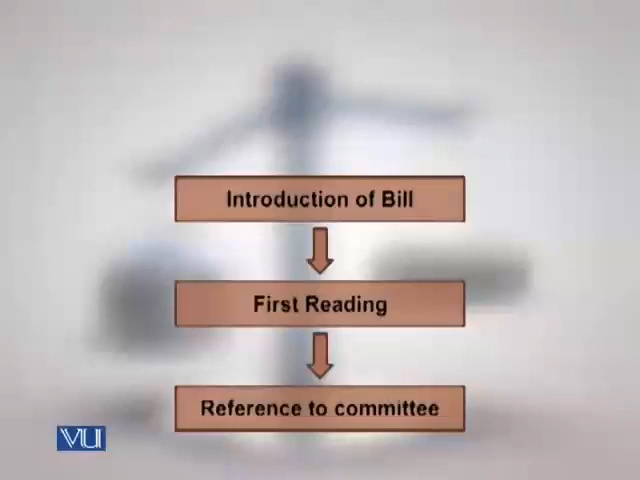 Introduction of Bill
First Reading
Reference to committee
VU